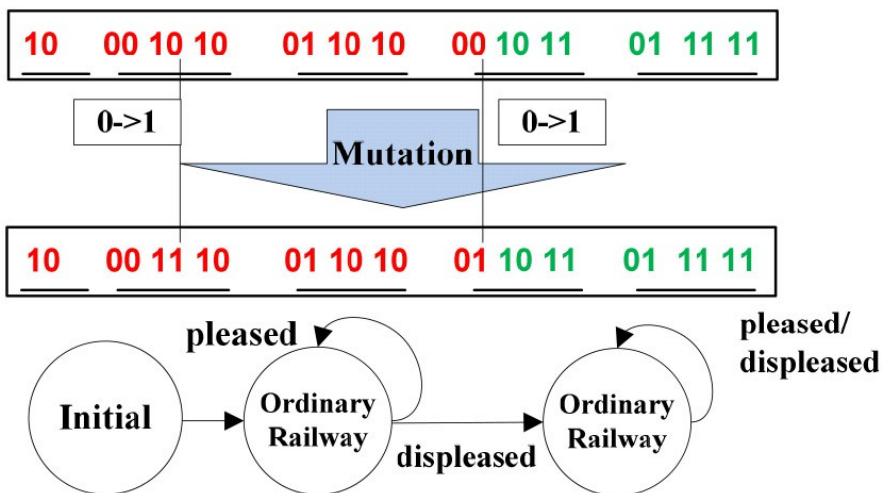 10 00 10 10 01 10 10 00 10 11 01 11 11
0->1 0->1
Mutation
10 00 11 10 01 10 10 01 10 11 01 11 11
pleased
pleased/
displeased
Initial
Ordinary
Railway
displeased
Ordinary
Railway